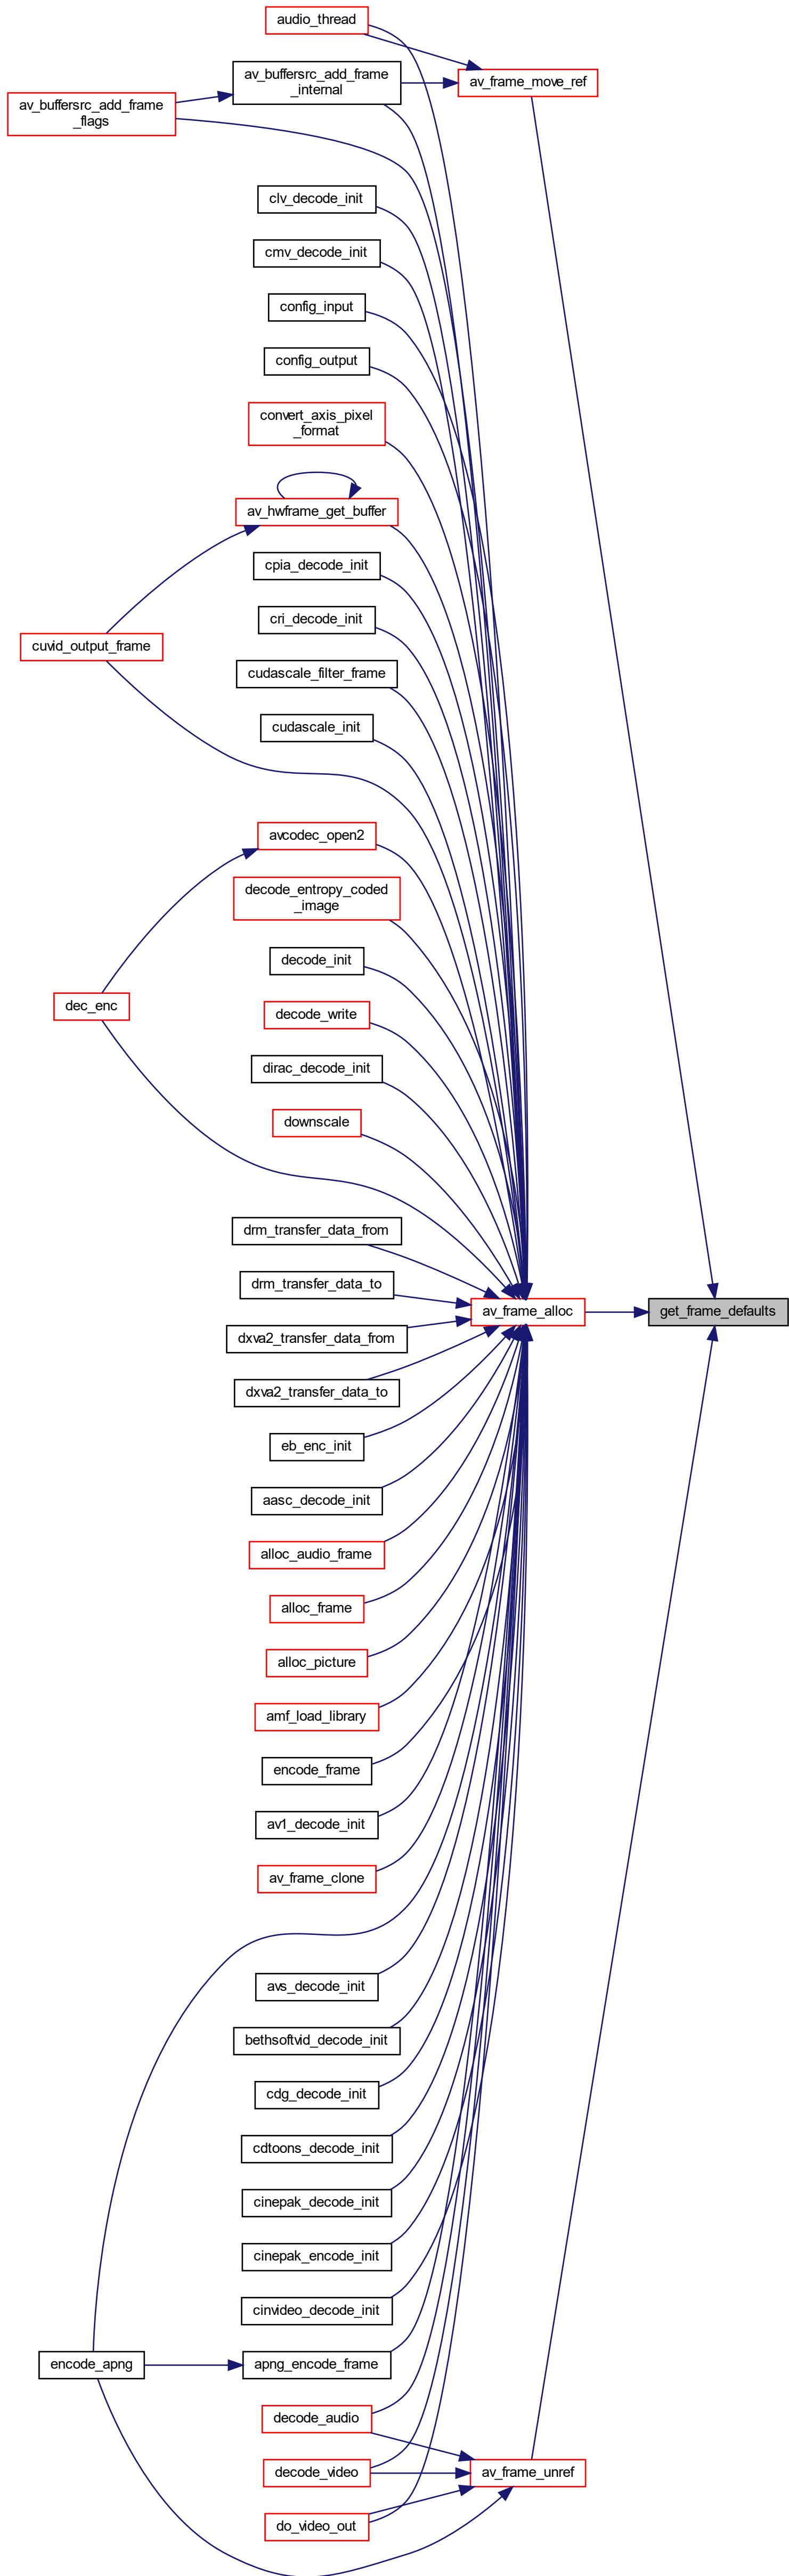 audio_thread
av_buffersrc_add_frame
_internal
av_frame_move_ref
av_buffersrc_add_frame
_flags
clv_decode_init
cmv_decode_init
config_input
config_output
convert_axis_pixel
_format
av_hwframe_get_buffer
cpia_decode_init
cri_decode_init
cuvid_output_frame
cudascale_filter_frame
cudascale_init
avcodec_open2
decode_entropy_coded
_image
decode_init
dec_enc
decode_write
dirac_decode_init
downscale
drm_transfer_data_from
drm_transfer_data_to
av_frame_alloc
get_frame_defaults
dxva2_transfer_data_from
dxva2_transfer_data_to
eb_enc_init
aasc_decode_init
alloc_audio_frame
alloc_frame
alloc_picture
amf_load_library
encode_frame
av1_decode_init
av_frame_clone
avs_decode_init
bethsoftvid_decode_init
cdg_decode_init
cdtoons_decode_init
cinepak_decode_init
cinepak_encode_init
cinvideo_decode_init
encode_apng
apng_encode_frame
decode_audio
decode_video
av_frame_unref
do_video_out